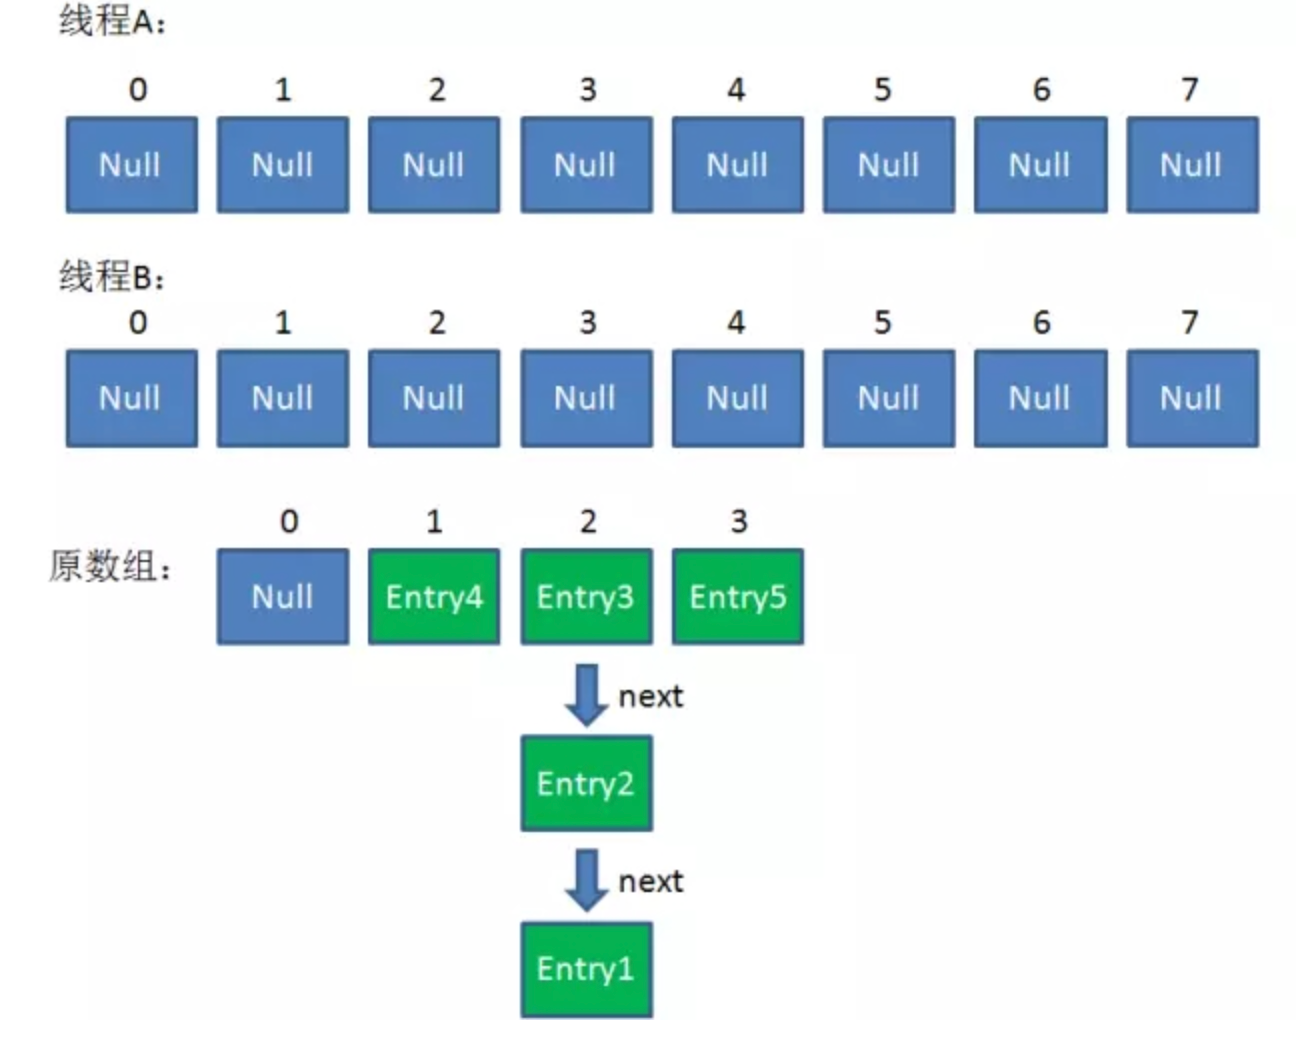 线程A：
0 1 2 3 4 5 6 7
Null Null Null Null Null Null Null Null
线程B：
0 1 2 3 4 5 6 7
Null Null Null Null Null Null Null Null
0 1 2 3
原数组： Null Entry4 Entry3 Entry5
next
Entry2
next
Entry1